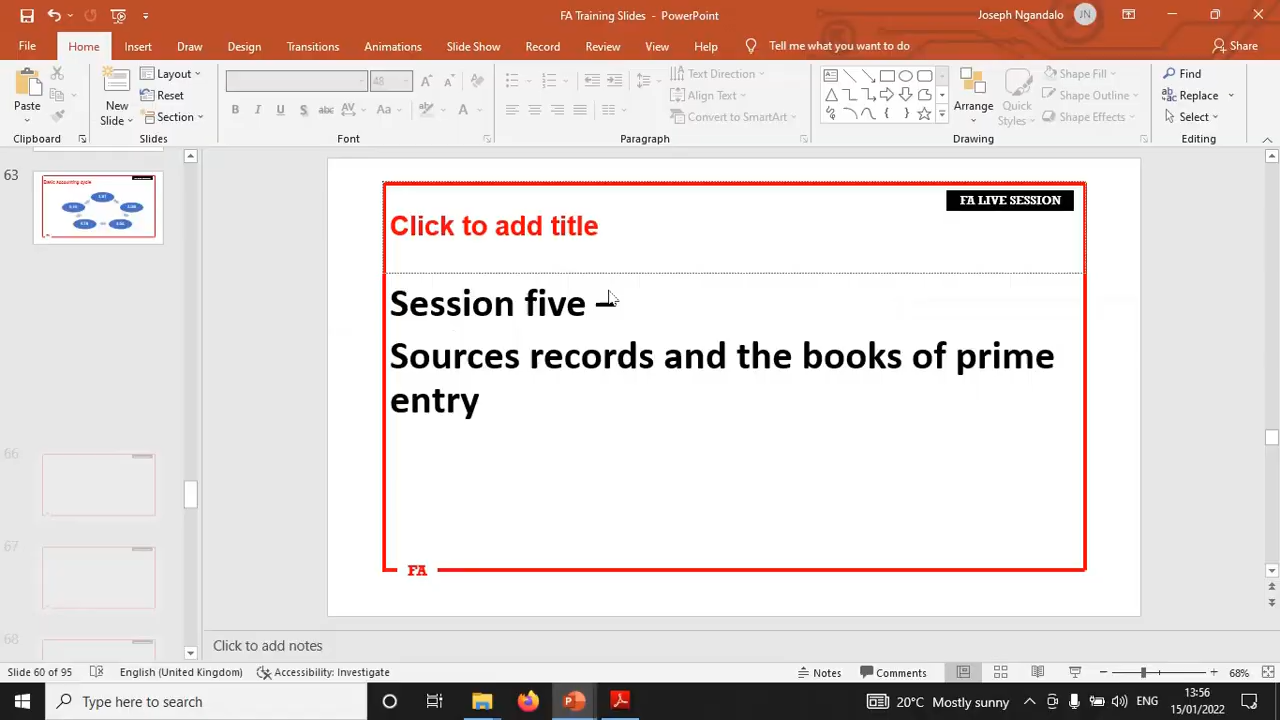 FA Training Slides - PowerPoint
Joseph Ngandalo JN
File Home Insert Draw Design Transitions Animations Slide Show Record Review View Help Tell me what you want to do Share
Paste
Clipboard
New Slide
Layout
Reset
Section
Slides
48
Font
Text Direction
Align Text
Convert to SmartArt
Paragraph
Arrange
Quick Styles
Shape Fill
Shape Outline
Shape Effects
Drawing
Find
Replace
Select
Editing
63
66
67
68
FA LIVE SESSION
Click to add title
Session five –
Sources records and the books of prime
entry
FA
Click to add notes
Slide 60 of 95 English (United Kingdom) Accessibility: Investigate Notes Comments 68%
Type here to search
20°C Mostly sunny ENG
13:56
15/01/2022